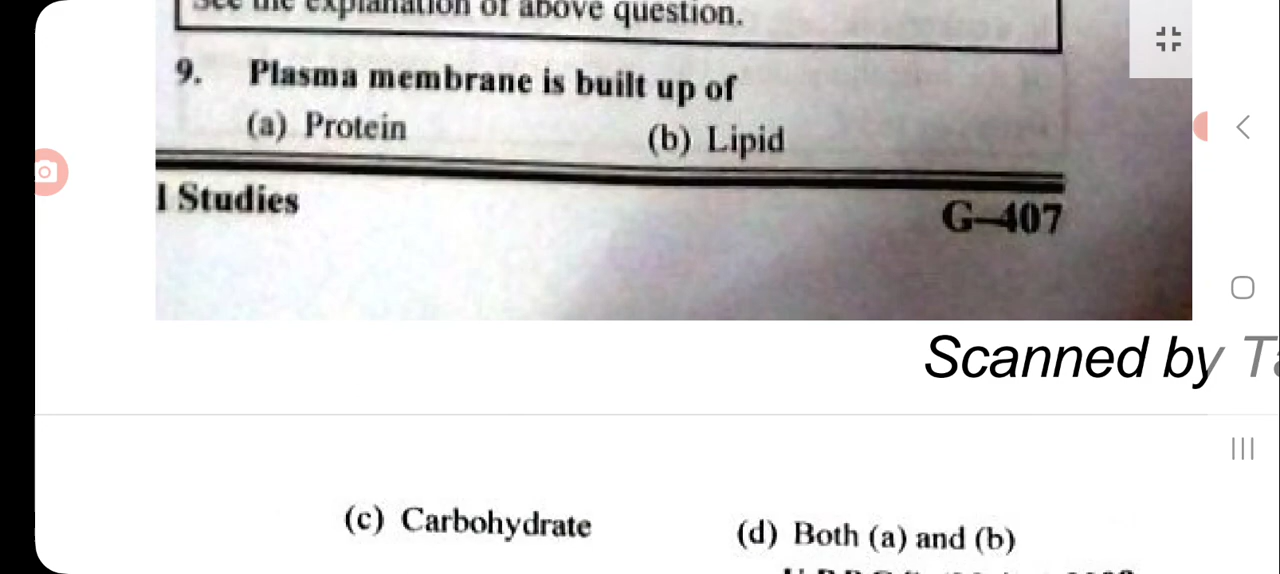 See the explanation of above question.
9. Plasma membrane is built up of
(a) Protein (b) Lipid
l Studies G–407
Scanned by Ta
(c) Carbohydrate (d) Both (a) and (b)